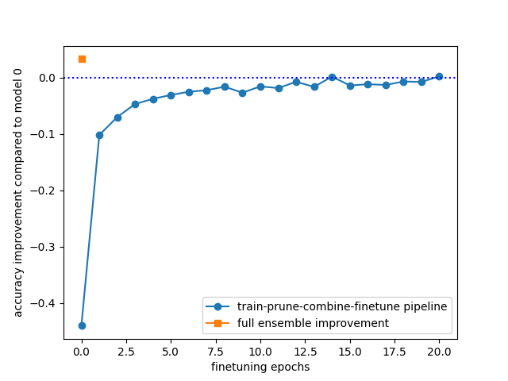 accuracy improvement compared to model 0
0.0
−0.1
−0.2
−0.3
−0.4
train-prune-combine-finetune pipeline
full ensemble improvement
0.0 2.5 5.0 7.5 10.0 12.5 15.0 17.5 20.0
finetuning epochs